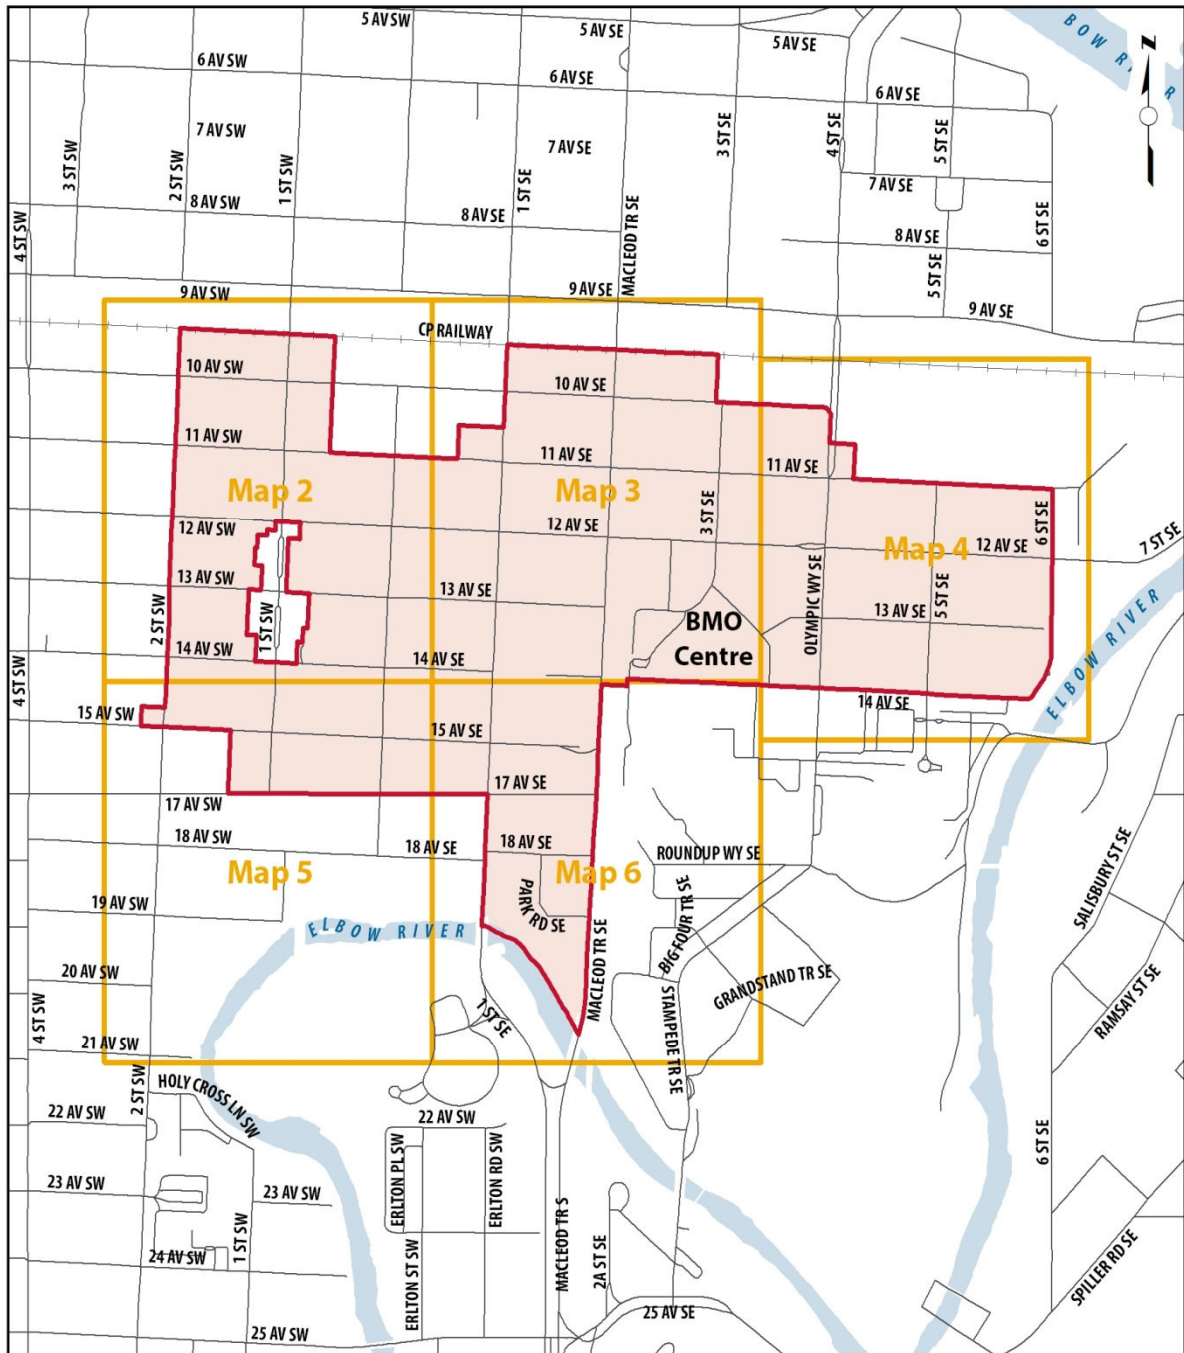 5 AV SW
5 AV SE
5 AV SE
BOW RIVER
N
6 AV SW
6 AV SE
6 AV SE
3 ST SW
2 ST SW
7 AV SW
1 ST SW
7 AV SE
3 ST SE
4 ST SE
5 ST SE
7 AV SE
4 ST SW
8 AV SW
8 AV SE
1 ST SE
MACLEOD TR SE
8 AV SE
6 ST SE
5 ST SE
9 AV SW
9 AV SE
9 AV SE
CP RAILWAY
10 AV SW
10 AV SE
11 AV SW
11 AV SE
11 AV SE
Map 2
Map 3
Map 4
12 AV SW
12 AV SE
3 ST SE
12 AV SE
6 ST SE
7 ST SE
13 AV SW
13 AV SE
OLYMPIC WY SE
13 AV SE
5 ST SE
2 ST SW
1 ST SW
BMO
Centre
14 AV SW
14 AV SE
14 AV SE
ELBOW RIVER
4 ST SW
15 AV SW
15 AV SE
17 AV SW
17 AV SE
18 AV SW
18 AV SE
18 AV SE
ROUNDUP WY SE
Map 5
Map 6
19 AV SW
PARK RD SE
BIG FOUR TR SE
SALISBURY ST SE
ELBOW RIVER
20 AV SW
MACLEOD TR SE
GRANDSTAND TR SE
RAMSAY ST SE
4 ST SW
1 ST SE
STAMPEDE TR SE
21 AV SW
2 ST SW
HOLY CROSS LN SW
22 AV SW
22 AV SW
6 ST SE
23 AV SW
23 AV SW
ERLTON PL SW
ERLTON RD SW
24 AV SW
1 ST SW
ERLTON ST SW
MACLEOD TR S
2A ST SE
SPILLER RD SE
25 AV SW
25 AV SE